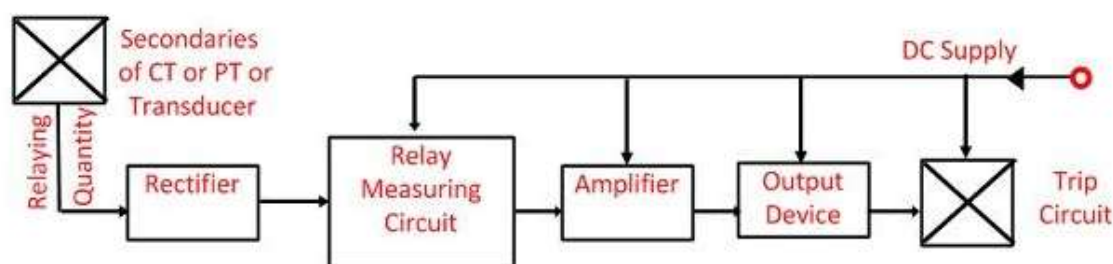 Secondaries
of CT or PT or
Transducer
DC Supply
Relaying
Quantity
Rectifier
Relay
Measuring
Circuit
Amplifier
Output
Device
Trip
Circuit